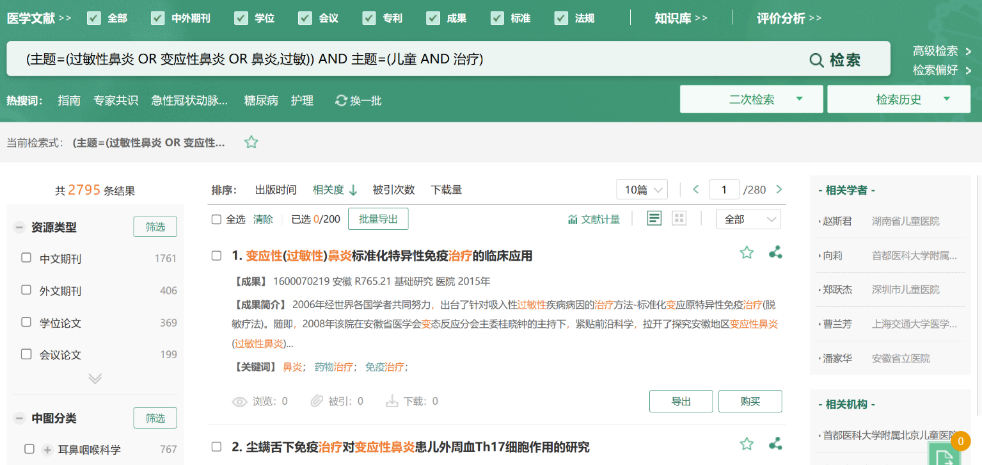 医学文献 >> 全部 中外期刊 学位 会议 专利 成果 标准 法规 知识库 >> 评价分析 >>
(主题=(过敏性鼻炎 OR 变应性鼻炎 OR 鼻炎,过敏)) AND 主题=(儿童 AND 治疗) 检索
高级检索 >
检索偏好 >
热搜词: 指南 专家共识 急性冠状动脉... 糖尿病 护理 换一批
二次检索 检索历史
当前检索式: (主题=(过敏性鼻炎 OR 变应性...
共 2795 条结果
资源类型 筛选
中文期刊 1761
外文期刊 406
学位论文 369
会议论文 199
中图分类 筛选
耳鼻咽喉科学 767
排序: 出版时间 相关度 ↓ 被引次数 下载量 10篇 < 1 /280 >
全选 清除 已选 0/200 批量导出 文献计量 全部
1. 变应性(过敏性)鼻炎标准化特异性免疫治疗的临床应用
【成果】 1600070219 安徽 R765.21 基础研究 医院 2015年
【成果简介】 2006年经世界各国学者共同努力，出台了针对吸入性过敏性疾病病因的治疗方法-标准化变应原特异性免疫治疗(脱
敏疗法)。随即，2008年该院在安徽省医学会变态反应分会主委桂晓钟的主持下，紧贴前沿科学，拉开了探究安徽地区变应性鼻炎
(过敏性鼻炎)...
【关键词】 鼻炎; 药物治疗; 免疫治疗;
浏览: 0 被引: 0 下载: 0 导出 购买
2. 尘螨舌下免疫治疗对变应性鼻炎患儿外周血Th17细胞作用的研究
- 相关学者 -
赵斯君 湖南省儿童医院
向莉 首都医科大学附属...
郑跃杰 深圳市儿童医院
曹兰芳 上海交通大学医学...
潘家华 安徽省立医院
- 相关机构 -
首都医科大学附属北京儿童医院
0